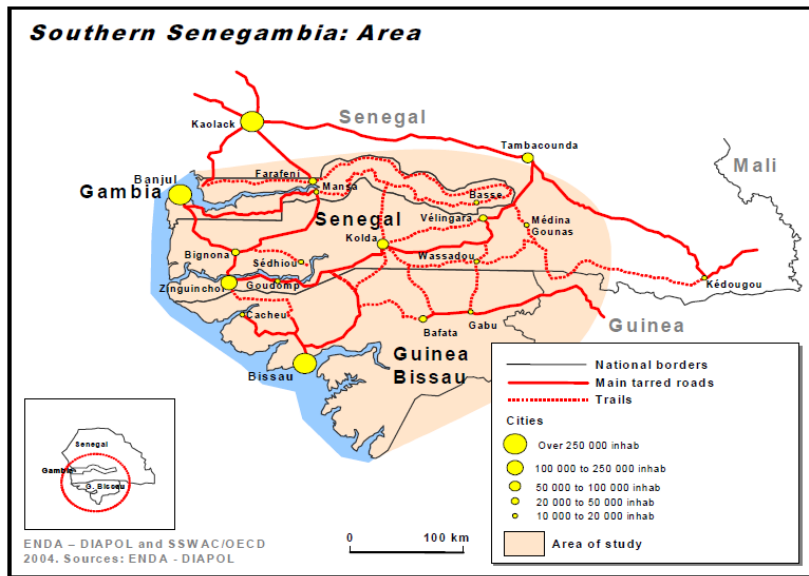 Southern Senegambia: Area
Kaolack
Senegal
Tambacounda
Mali
Banjul
Gambia
Farafeni
Mansa
Basse
Senegal
Vélingara
Médina
Gounas
Kolda
Bignona
Sédhiou
Wassadou
Zinguinchor
Goudomp
Kédougou
Cacheu
Bafata
Gabu
Guinea
Bissau
Guinea
Bissau
National borders
Main tarred roads
Trails
Cities
Over 250 000 inhab
100 000 to 250 000 inhab
50 000 to 100 000 inhab
20 000 to 50 000 inhab
10 000 to 20 000 inhab
Area of study
Senegal
Gambia
G. Bissau
0 100 km
ENDA – DIAPOL and SSWAC/OECD
2004. Sources: ENDA - DIAPOL